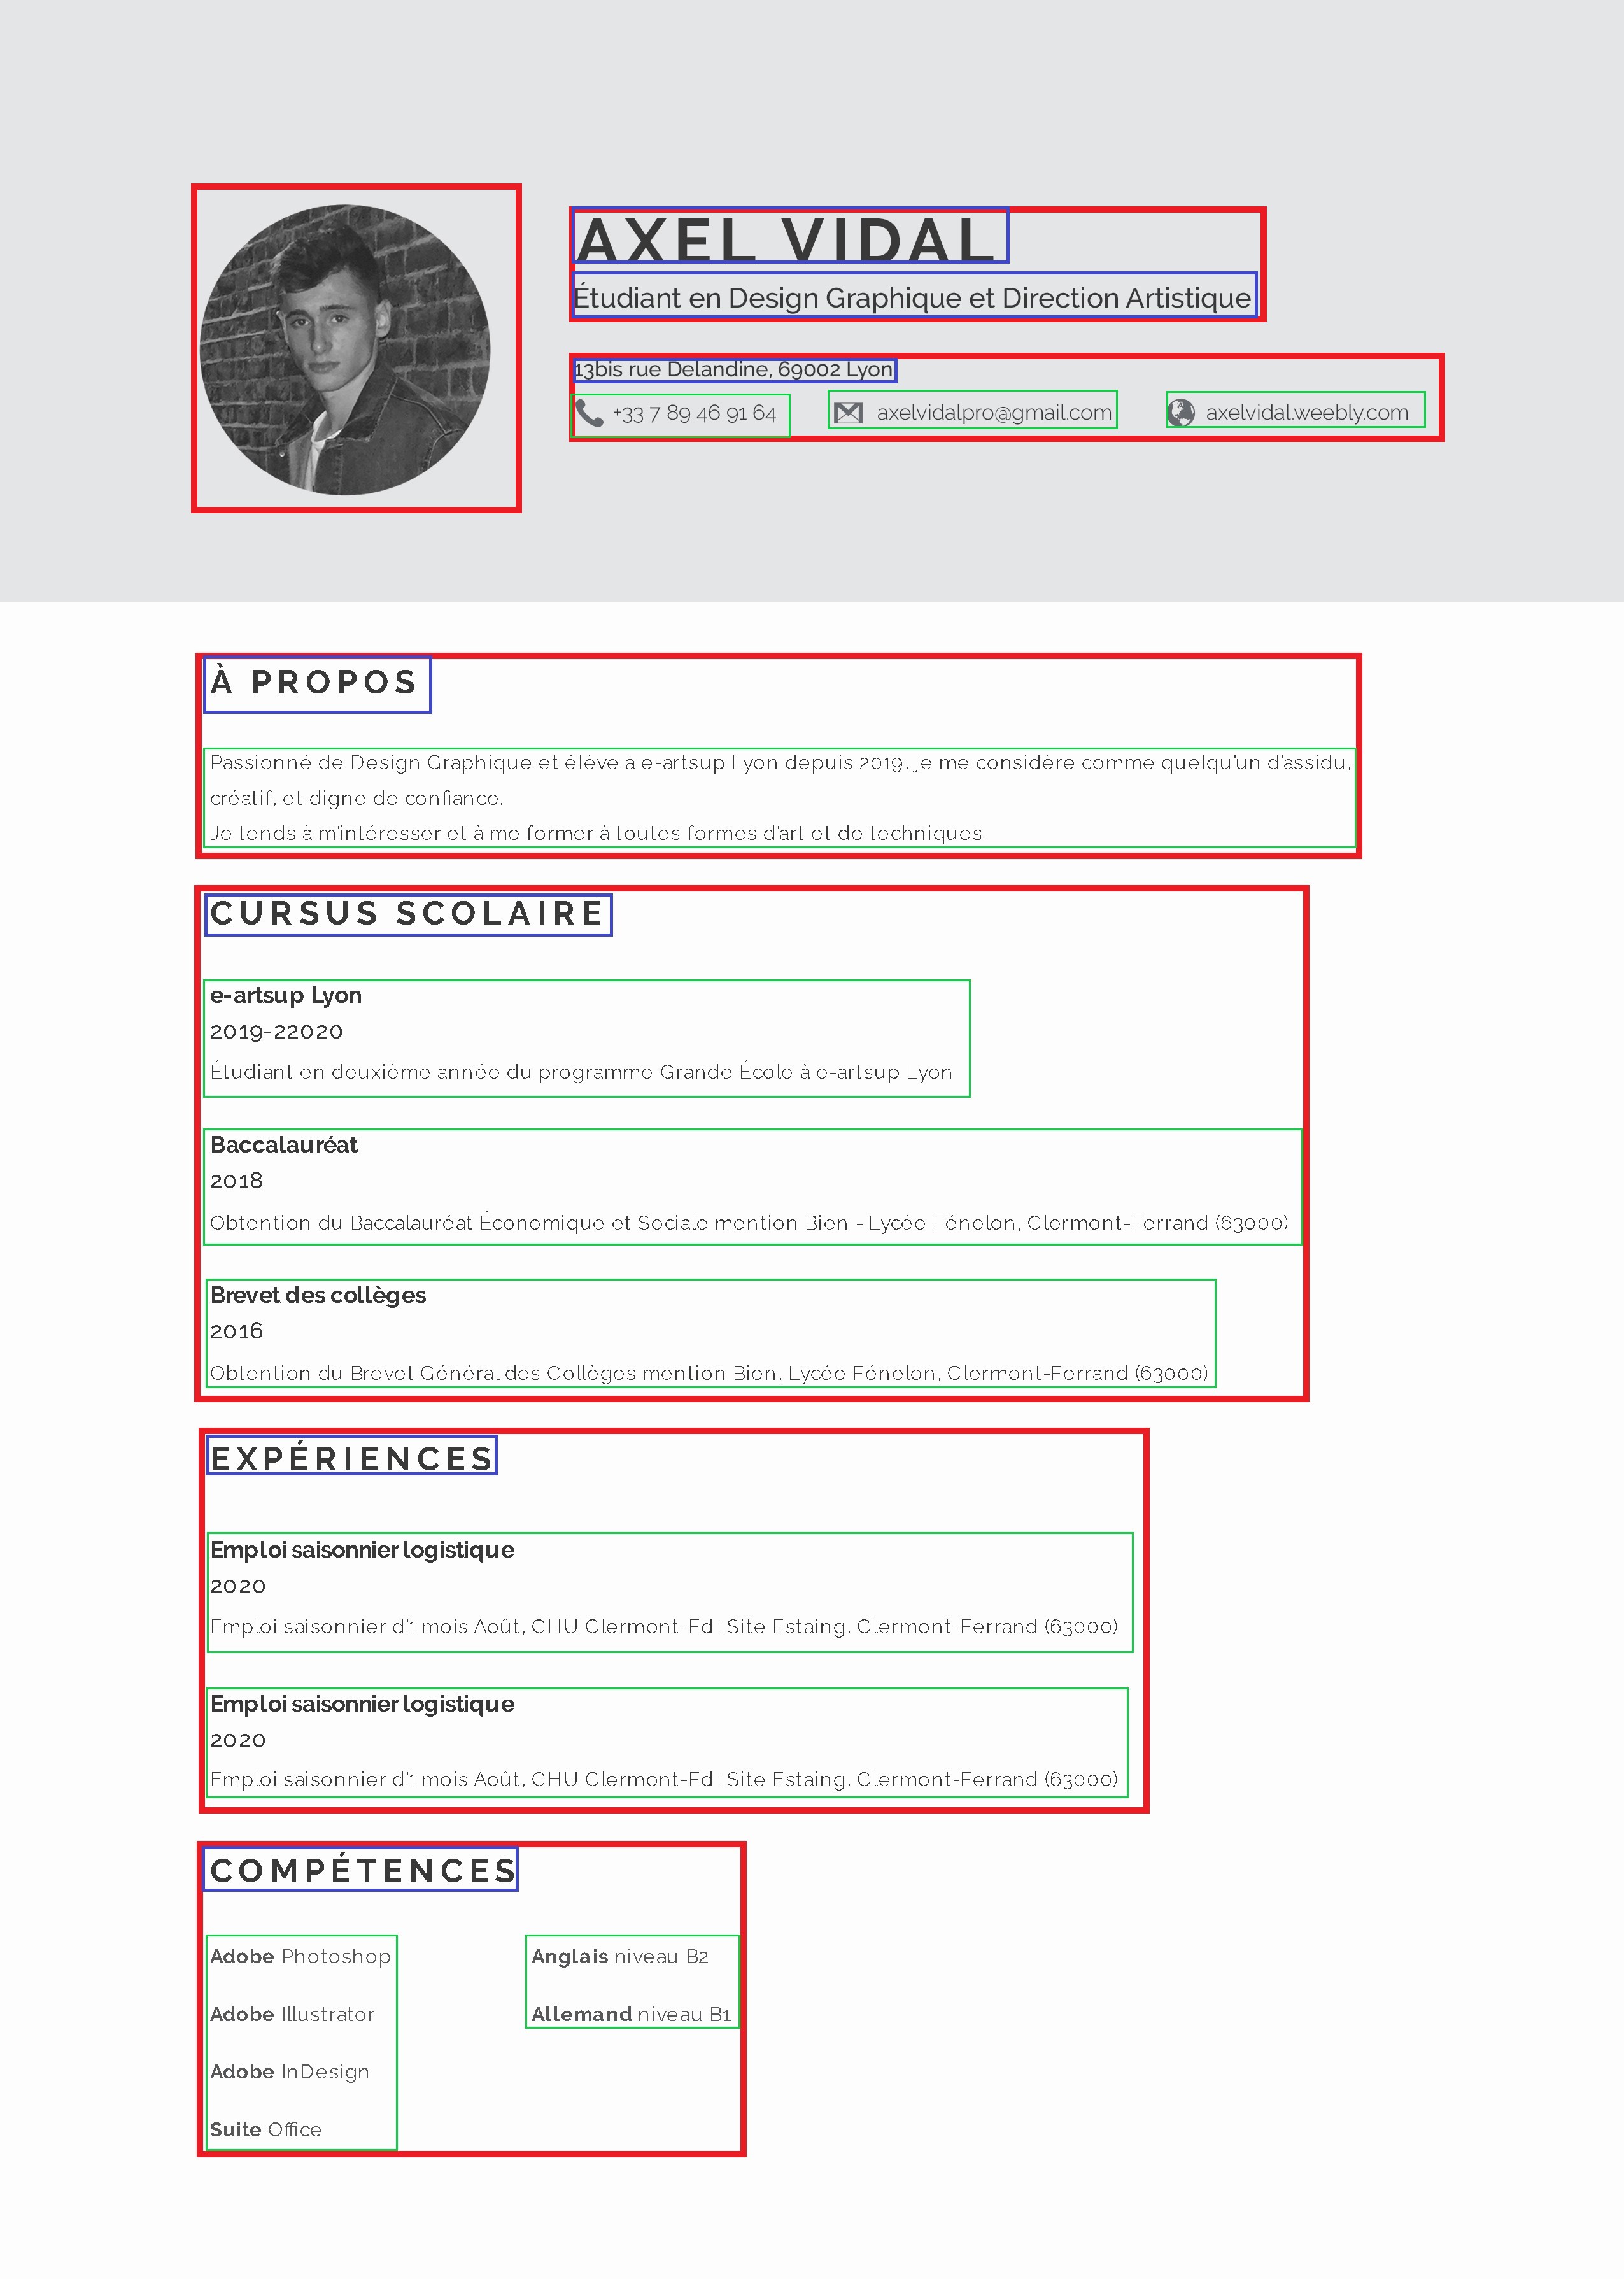 AXEL VIDAL
Étudiant en Design Graphique et Direction Artistique
13bis rue Delandine, 69002 Lyon
+33 7 89 46 91 64 axelvidalpro@gmail.com axelvidal.weebly.com
À PROPOS
Passionné de Design Graphique et élève à e-artsup Lyon depuis 2019, je me considère comme quelqu'un d'assidu,
créatif, et digne de confiance.
Je tends à m'intéresser et à me former à toutes formes d'art et de techniques.
CURSUS SCOLAIRE
e-artsup Lyon
2019-22020
Étudiant en deuxième année du programme Grande École à e-artsup Lyon
Baccalauréat
2018
Obtention du Baccalauréat Économique et Sociale mention Bien - Lycée Fénelon, Clermont-Ferrand (63000)
Brevet des collèges
2016
Obtention du Brevet Général des Collèges mention Bien, Lycée Fénelon, Clermont-Ferrand (63000)
EXPÉRIENCES
Emploi saisonnier logistique
2020
Emploi saisonnier d'1 mois Août, CHU Clermont-Fd : Site Estaing, Clermont-Ferrand (63000)
Emploi saisonnier logistique
2020
Emploi saisonnier d'1 mois Août, CHU Clermont-Fd : Site Estaing, Clermont-Ferrand (63000)
COMPÉTENCES
Adobe Photoshop
Adobe Illustrator
Adobe InDesign
Suite Office
Anglais niveau B2
Allemand niveau B1